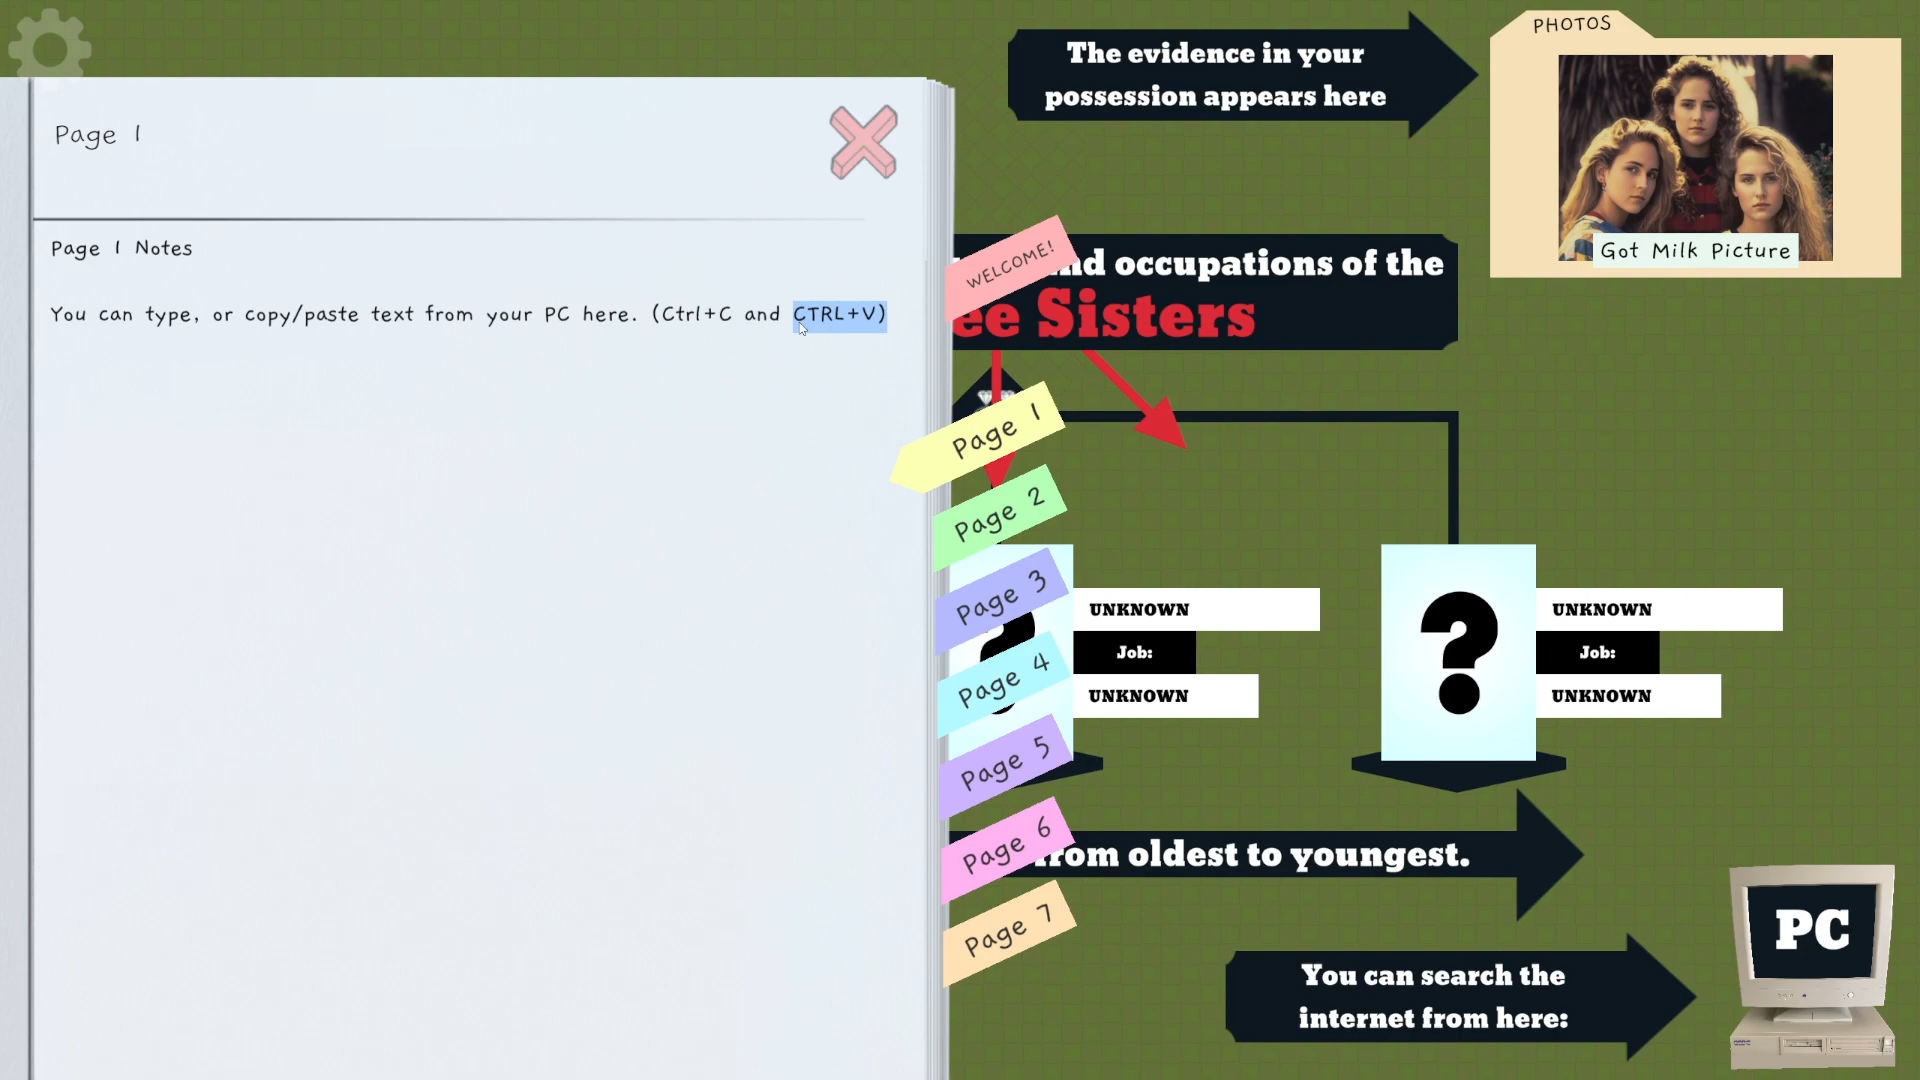 The evidence in your
possession appears here
PHOTOS
Got Milk Picture
Page 1
Page 1 Notes
You can type, or copy/paste text from your PC here. (Ctrl+C and CTRL+V)
WELCOME!
occupations of the
Sisters
Page 1
Page 2
Page 3
Page 4
Page 5
Page 6
Page 7
UNKNOWN
Job:
UNKNOWN
UNKNOWN
Job:
UNKNOWN
from oldest to youngest.
You can search the
internet from here:
PC